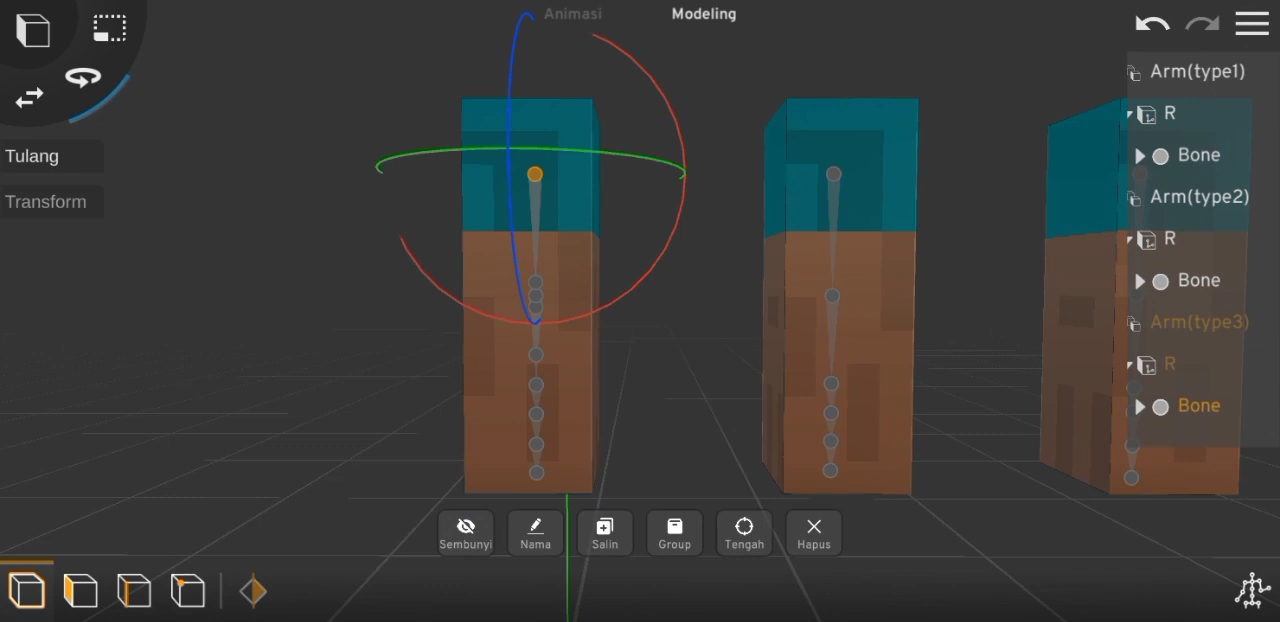 Animasi
Modeling
Tulang
Transform
Arm(type1)
R
Bone
Arm(type2)
R
Bone
Arm(type3)
R
Bone
Sembunyi
Nama
Salin
Group
Tengah
Hapus